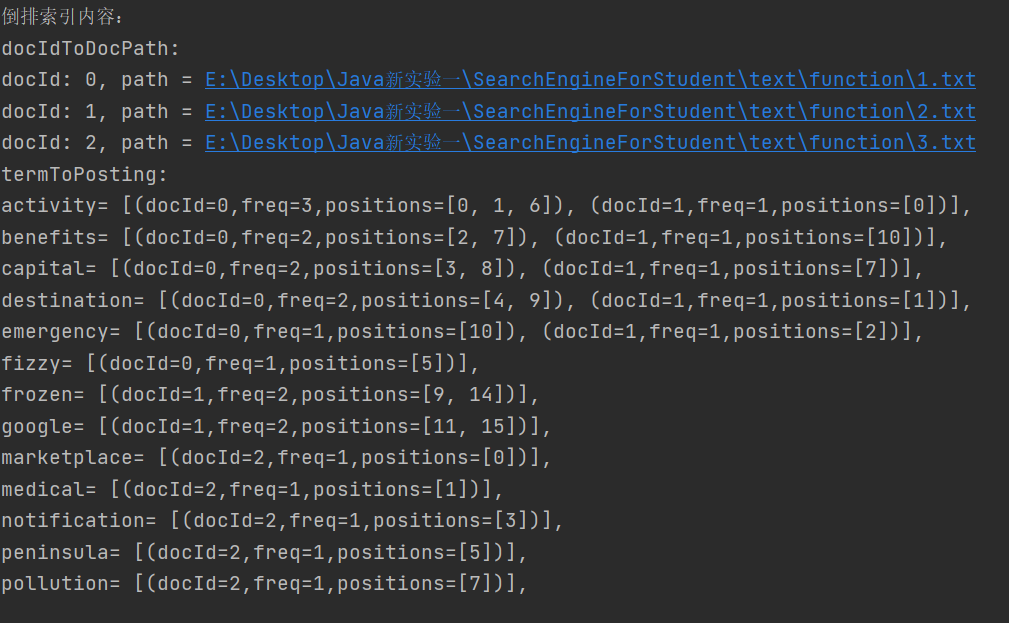 倒排索引内容：
docIdToDocPath:
docId: 0, path = E:\Desktop\Java新实验一\SearchEngineForStudent\text\function\1.txt
docId: 1, path = E:\Desktop\Java新实验一\SearchEngineForStudent\text\function\2.txt
docId: 2, path = E:\Desktop\Java新实验一\SearchEngineForStudent\text\function\3.txt
termToPosting:
activity= [(docId=0,freq=3,positions=[0, 1, 6]), (docId=1,freq=1,positions=[0])],
benefits= [(docId=0,freq=2,positions=[2, 7]), (docId=1,freq=1,positions=[10])],
capital= [(docId=0,freq=2,positions=[3, 8]), (docId=1,freq=1,positions=[7])],
destination= [(docId=0,freq=2,positions=[4, 9]), (docId=1,freq=1,positions=[1])],
emergency= [(docId=0,freq=1,positions=[10]), (docId=1,freq=1,positions=[2])],
fizzy= [(docId=0,freq=1,positions=[5])],
frozen= [(docId=1,freq=2,positions=[9, 14])],
google= [(docId=1,freq=2,positions=[11, 15])],
marketplace= [(docId=2,freq=1,positions=[0])],
medical= [(docId=2,freq=1,positions=[1])],
notification= [(docId=2,freq=1,positions=[3])],
peninsula= [(docId=2,freq=1,positions=[5])],
pollution= [(docId=2,freq=1,positions=[7])],